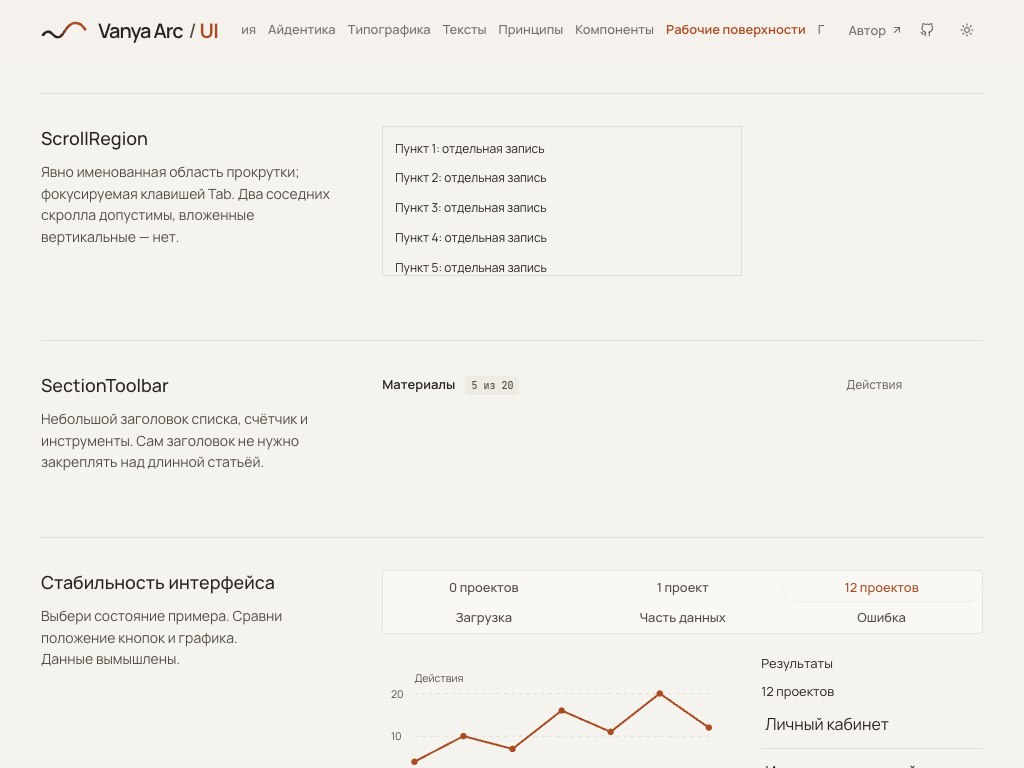 Vanya Arc / UI
ия Айдентика Типографика Тексты Принципы Компоненты Рабочие поверхности Г
Автор
ScrollRegion
Явно именованная область прокрутки;
фокусируемая клавишей Tab. Два соседних
скролла допустимы, вложенные
вертикальные — нет.
Пункт 1: отдельная запись
Пункт 2: отдельная запись
Пункт 3: отдельная запись
Пункт 4: отдельная запись
Пункт 5: отдельная запись
SectionToolbar
Небольшой заголовок списка, счётчик и
инструменты. Сам заголовок не нужно
закреплять над длинной статьёй.
Материалы 5 из 20
Действия
Стабильность интерфейса
Выбери состояние примера. Сравни
положение кнопок и графика.
Данные вымышлены.
0 проектов 1 проект 12 проектов
Загрузка Часть данных Ошибка
Действия
20
10
Результаты
12 проектов
Личный кабинет